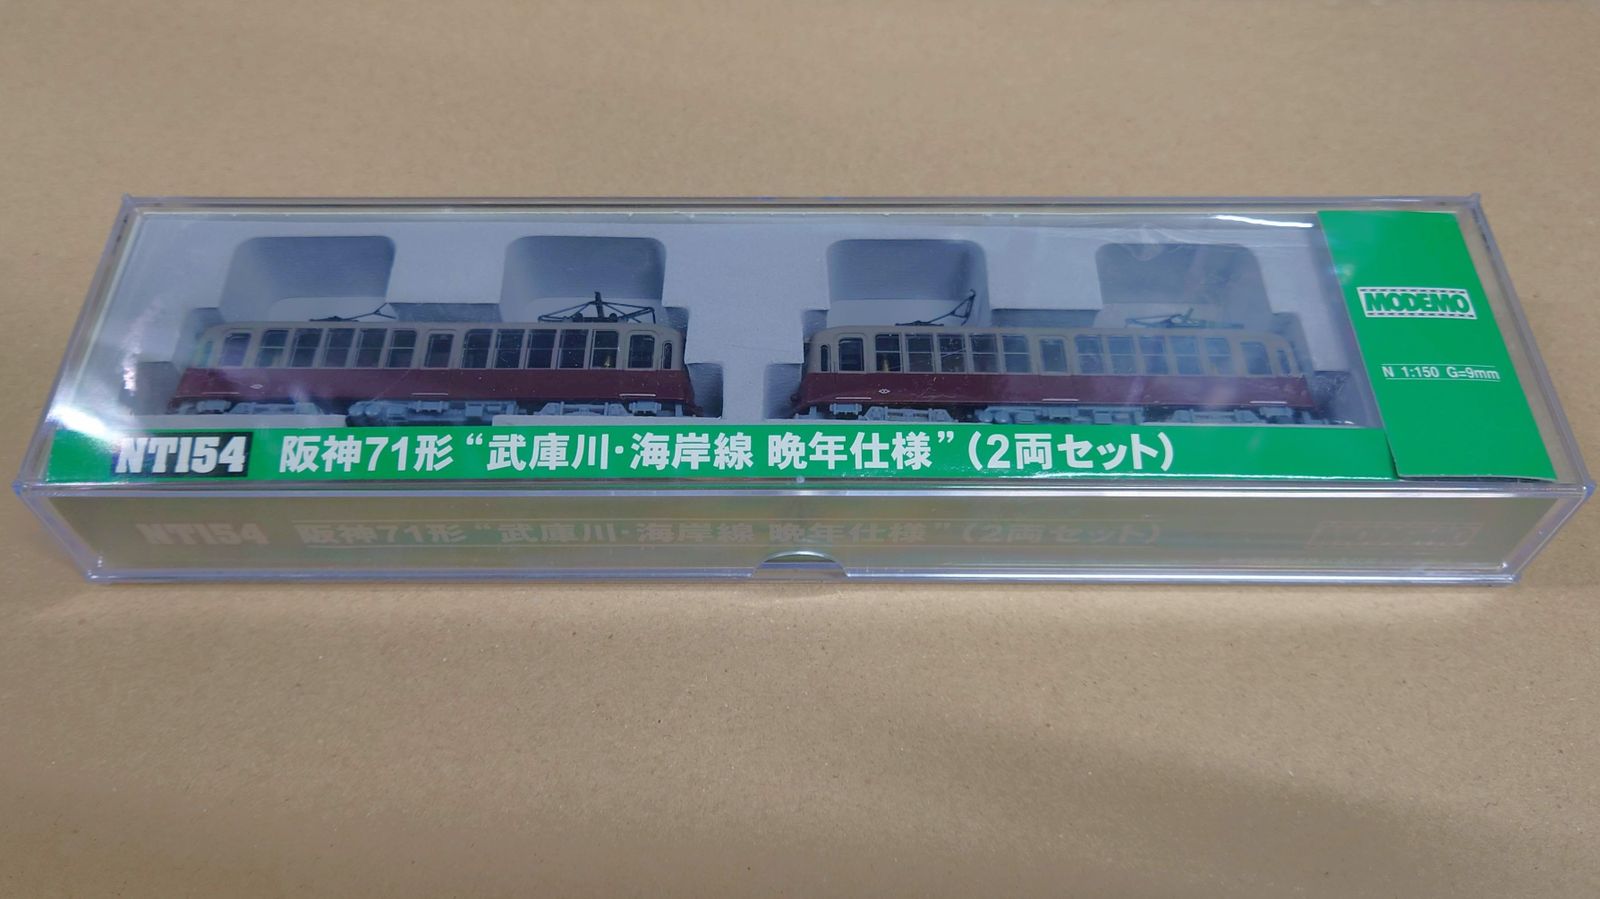 MODEMO
N 1:150 G=9mm
NT154 阪神71形 “武庫川・海岸線 晩年仕様” (2両セット)
NT154 阪神71形 “武庫川・海岸線 晩年仕様” (2両セット)